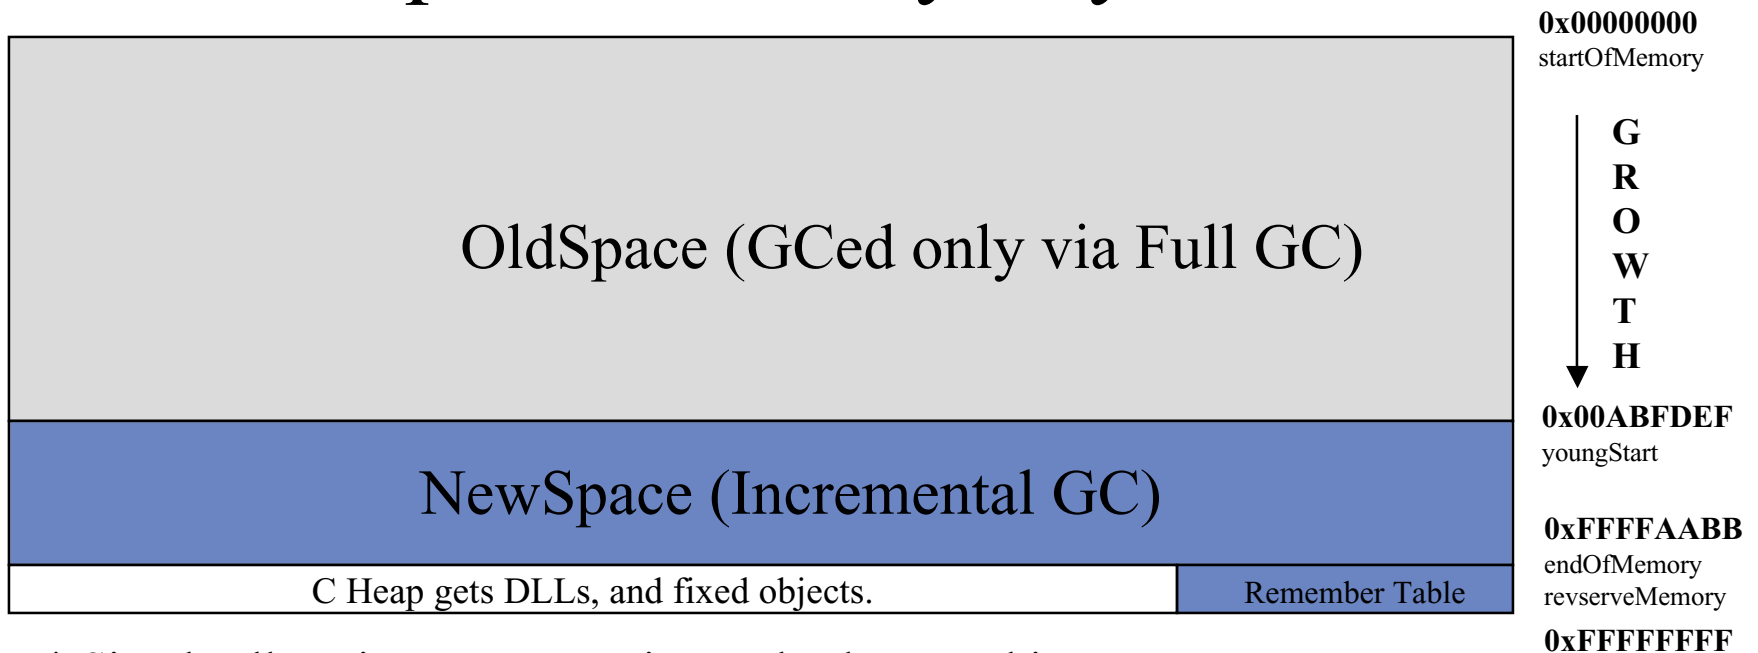 0x00000000
startOfMemory
G
R
O
W
T
H
OldSpace (GCed only via Full GC)
0x00ABFDEF
youngStart
NewSpace (Incremental GC)
0xFFFFAABB
endOfMemory
C Heap gets DLLs, and fixed objects.
Remember Table
revserveMemory
0xFFFFFFFF